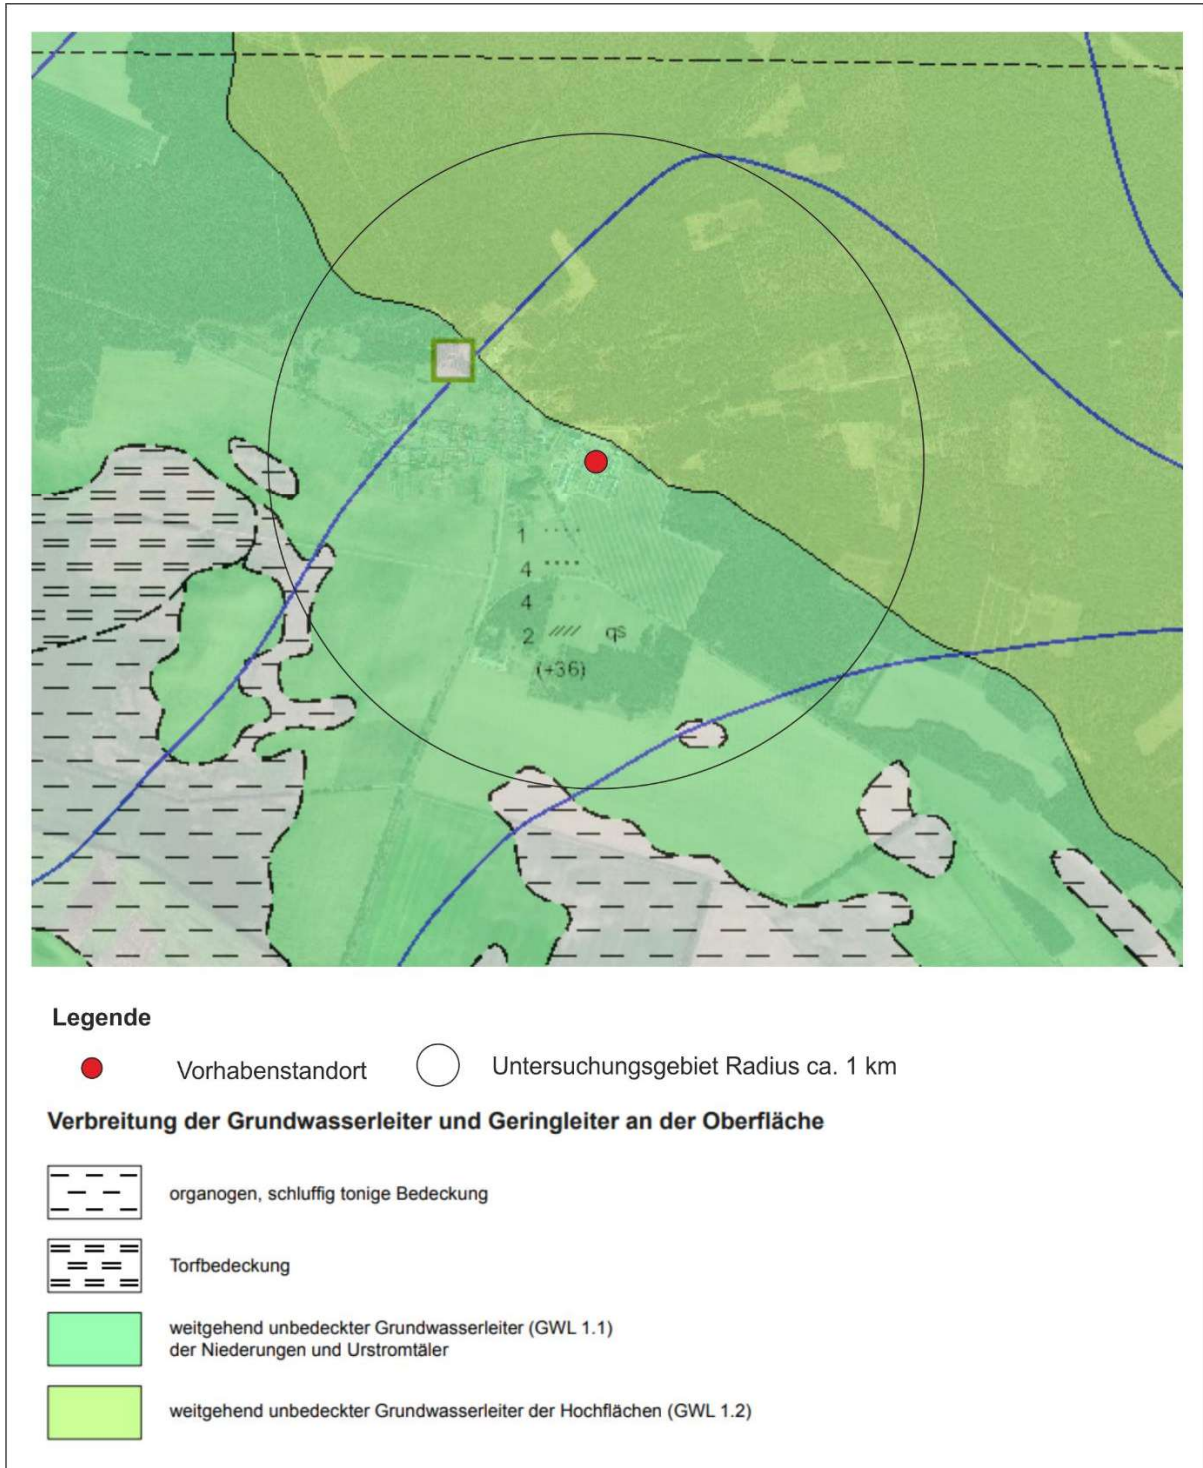 1
4
4
2 //// qs
(+36)
Legende
Vorhabenstandort
Untersuchungsgebiet Radius ca. 1 km
Verbreitung der Grundwasserleiter und Geringleiter an der Oberfläche
organogen, schluffig tonige Bedeckung
Torfbedeckung
weitgehend unbedeckter Grundwasserleiter (GWL 1.1)
der Niederungen und Urstromtäler
weitgehend unbedeckter Grundwasserleiter der Hochflächen (GWL 1.2)